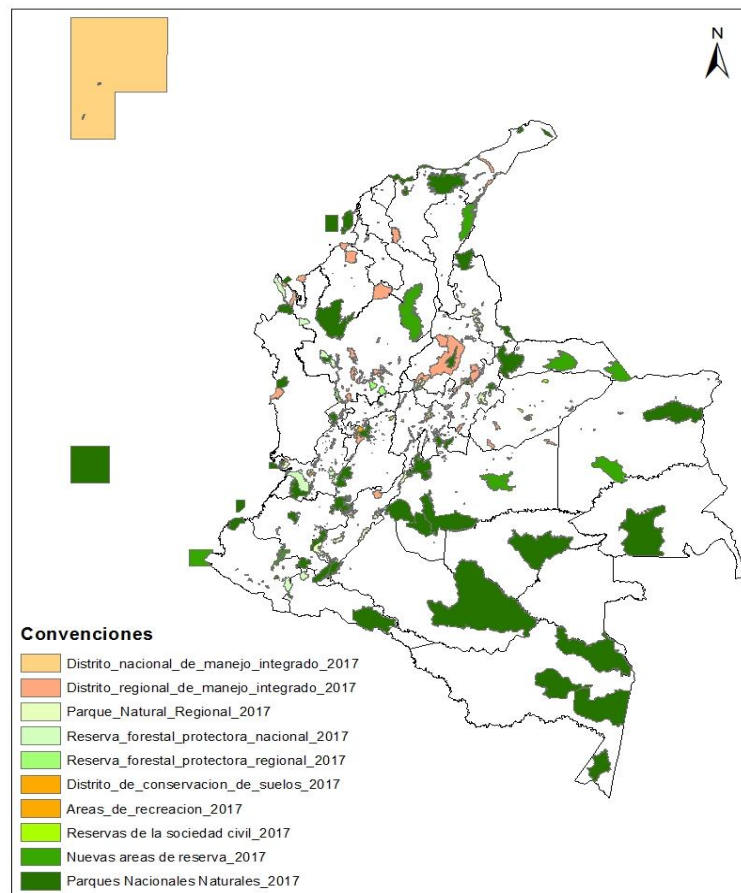 N
Convenciones
Distrito_nacional_de_manejo_integrado_2017
Distrito_regional_de_manejo_integrado_2017
Parque_Natural_Regional_2017
Reserva_forestal_protectora_nacional_2017
Reserva_forestal_protectora_regional_2017
Distrito_de_conservacion_de_suelos_2017
Areas_de_recreacion_2017
Reservas de la sociedad civil_2017
Nuevas areas de reserva_2017
Parques Nacionales Naturales_2017